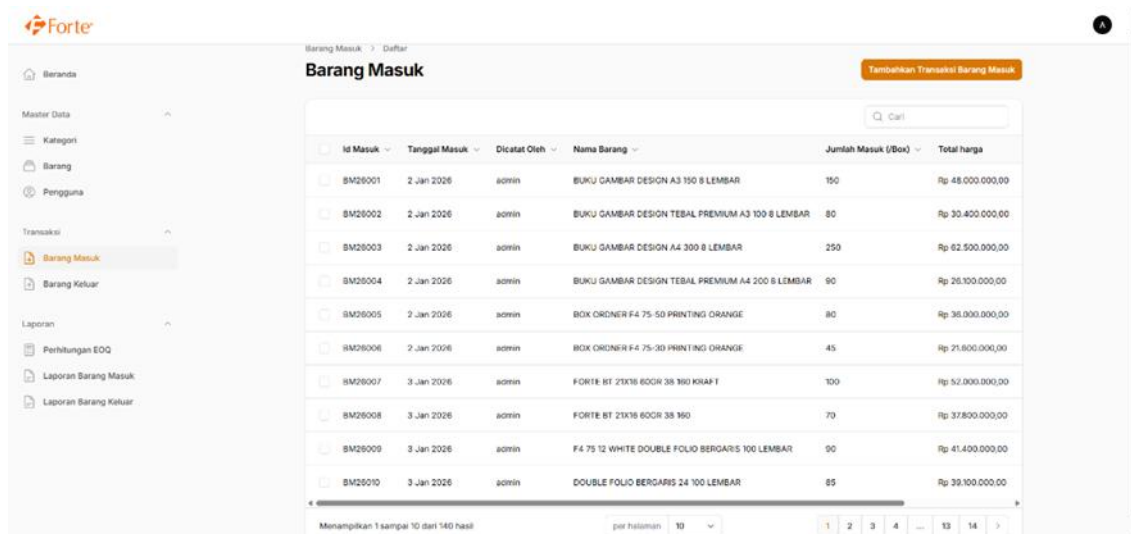 Forte
A
Beranda
Master Data
Kategori
Barang
Pengguna
Transaksi
Barang Masuk
Barang Keluar
Laporan
Perhitungan EOQ
Laporan Barang Masuk
Laporan Barang Keluar
Barang Masuk > Daftar
Barang Masuk
Tambahkan Transaksi Barang Masuk
Cari
Id Masuk Tanggal Masuk Dicatat Oleh Nama Barang Jumlah Masuk (/Box) Total harga
BM26001 2 Jan 2026 admin BUKU GAMBAR DESIGN A3 150 8 LEMBAR 150 Rp 48.000.000,00
BM26002 2 Jan 2026 admin BUKU GAMBAR DESIGN TEBAL PREMIUM A3 100 8 LEMBAR 80 Rp 30.400.000,00
BM26003 2 Jan 2026 admin BUKU GAMBAR DESIGN A4 300 8 LEMBAR 250 Rp 62.500.000,00
BM26004 2 Jan 2026 admin BUKU GAMBAR DESIGN TEBAL PREMIUM A4 200 8 LEMBAR 90 Rp 26.100.000,00
BM26005 2 Jan 2026 admin BOX ORDNER F4 75-50 PRINTING ORANGE 80 Rp 36.000.000,00
BM26006 2 Jan 2026 admin BOX ORDNER F4 75-30 PRINTING ORANGE 45 Rp 21.600.000,00
BM26007 3 Jan 2026 admin FORTE BT 21X16 60GR 38 160 KRAFT 100 Rp 52.000.000,00
BM26008 3 Jan 2026 admin FORTE BT 21X16 60GR 38 160 70 Rp 37.800.000,00
BM26009 3 Jan 2026 admin F4 75 12 WHITE DOUBLE FOLIO BERGARIS 100 LEMBAR 90 Rp 41.400.000,00
BM26010 3 Jan 2026 admin DOUBLE FOLIO BERGARIS 24 100 LEMBAR 85 Rp 39.100.000,00
Menampilkan 1 sampai 10 dari 140 hasil per halaman 10 1 2 3 4 ... 13 14 >